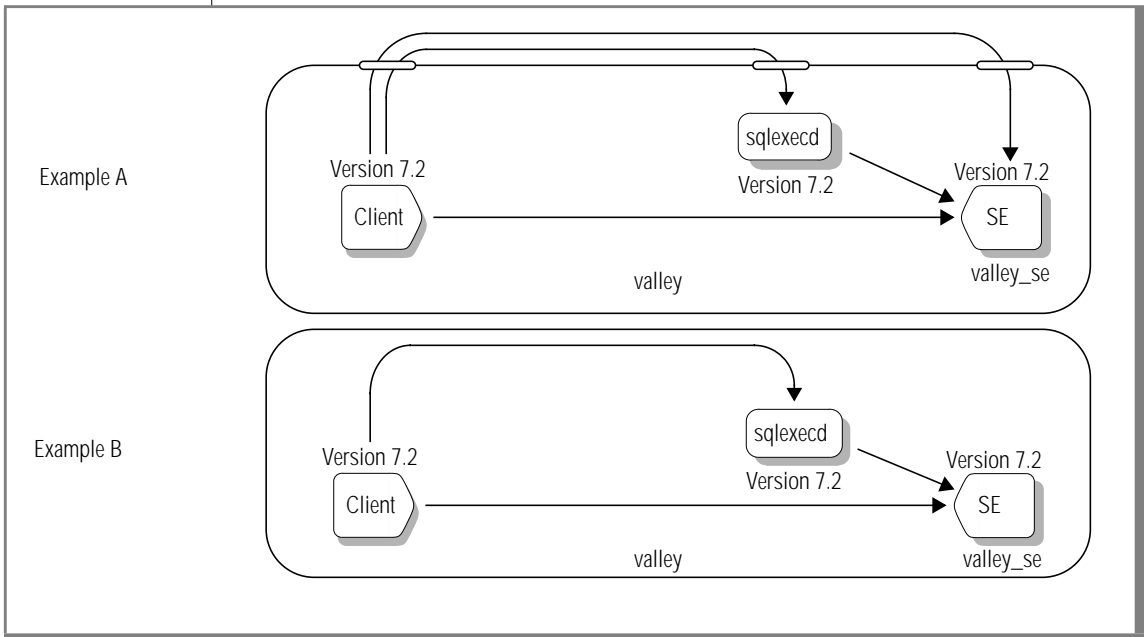 Example A
Version 7.2
Client
sqlexecd
Version 7.2
Version 7.2
SE
valley_se
valley
Example B
Version 7.2
Client
sqlexecd
Version 7.2
Version 7.2
SE
valley_se
valley